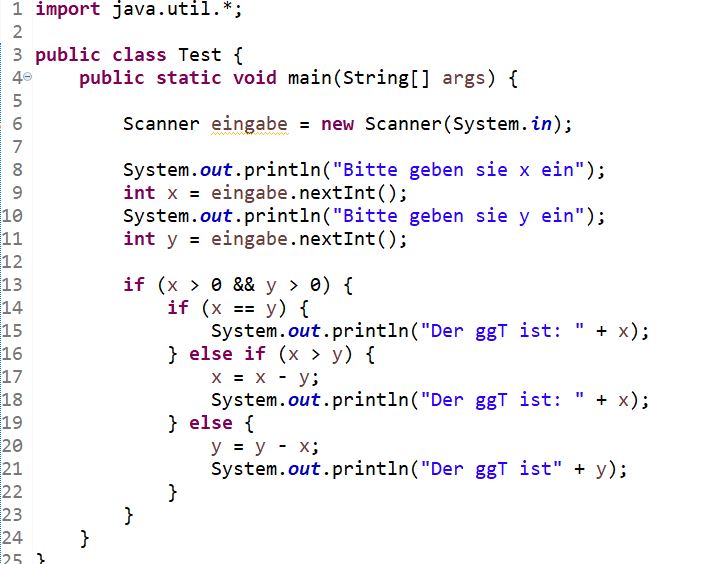 1 import java.util.*;
2
3 public class Test {
4 public static void main(String[] args) {
5
6 Scanner eingabe = new Scanner(System.in);
7
8 System.out.println("Bitte geben sie x ein");
9 int x = eingabe.nextInt();
10 System.out.println("Bitte geben sie y ein");
11 int y = eingabe.nextInt();
12
13 if (x > 0 && y > 0) {
14 if (x == y) {
15 System.out.println("Der ggT ist: " + x);
16 } else if (x > y) {
17 x = x - y;
18 System.out.println("Der ggT ist: " + x);
19 } else {
20 y = y - x;
21 System.out.println("Der ggT ist" + y);
22 }
23 }
24 }
25 }